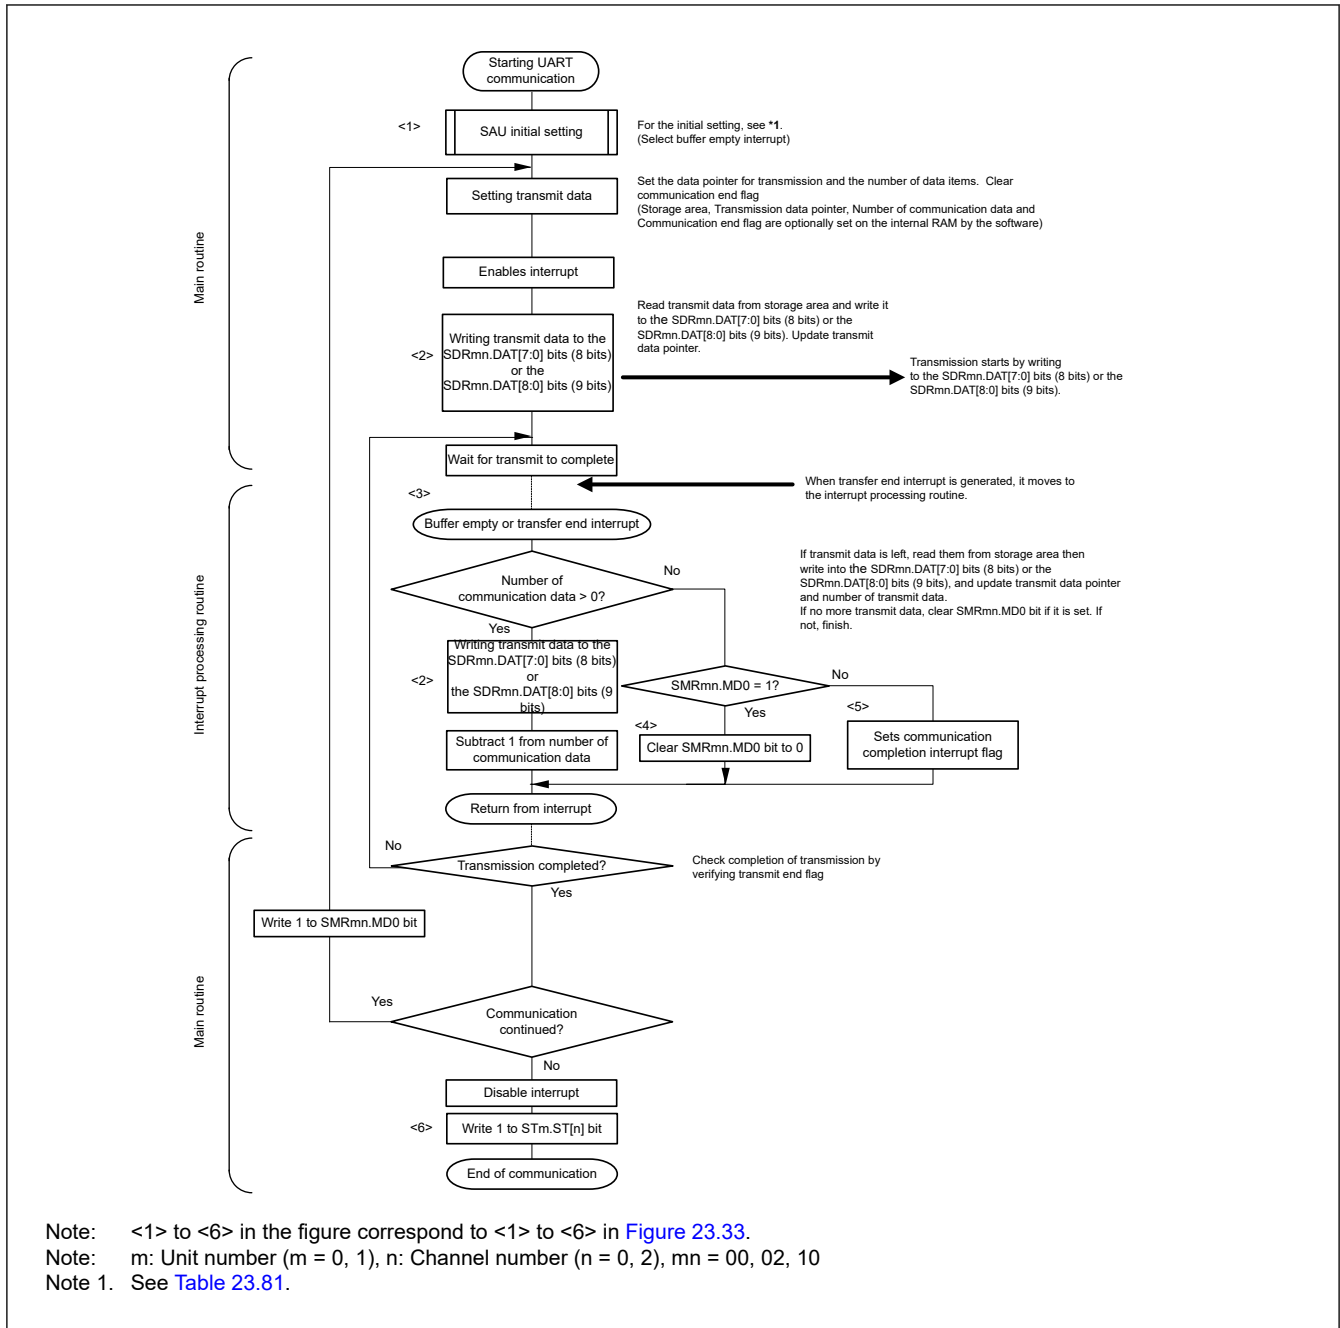 Starting UART
communication
<1>
SAU initial setting
For the initial setting, see *1.
(Select buffer empty interrupt)
Setting transmit data
Set the data pointer for transmission and the number of data items.  Clear
communication end flag
(Storage area, Transmission data pointer, Number of communication data and
Communication end flag are optionally set on the internal RAM by the software)
Main routine
Enables interrupt
<2>
Writing transmit data to the
SDRmn.DAT[7:0] bits (8 bits)
or the
SDRmn.DAT[8:0] bits (9 bits)
Read transmit data from storage area and write it
to the SDRmn.DAT[7:0] bits (8 bits) or the
SDRmn.DAT[8:0] bits (9 bits). Update transmit
data pointer.
Transmission starts by writing
to the SDRmn.DAT[7:0] bits (8 bits) or the
SDRmn.DAT[8:0] bits (9 bits).
Wait for transmit to complete
<3>
When transfer end interrupt is generated, it moves to
the interrupt processing routine.
Buffer empty or transfer end interrupt
Interrupt processing routine
Number of
communication data > 0?
No
Yes
If transmit data is left, read them from storage area then
write into the SDRmn.DAT[7:0] bits (8 bits) or the
SDRmn.DAT[8:0] bits (9 bits), and update transmit data pointer
and number of transmit data.
If no more transmit data, clear SMRmn.MD0 bit if it is set. If
not, finish.
<2>
Writing transmit data to the
SDRmn.DAT[7:0] bits (8 bits)
or
the SDRmn.DAT[8:0] bits (9
bits)
SMRmn.MD0 = 1?
No
Yes
<4>
<5>
Subtract 1 from number of
communication data
Clear SMRmn.MD0 bit to 0
Sets communication
completion interrupt flag
Return from interrupt
No
Transmission completed?
Yes
Check completion of transmission by
verifying transmit end flag
Write 1 to SMRmn.MD0 bit
Main routine
Yes
Communication
continued?
No
Disable interrupt
<6>
Write 1 to STm.ST[n] bit
End of communication
Note: <1> to <6> in the figure correspond to <1> to <6> in Figure 23.33.
Note: m: Unit number (m = 0, 1), n: Channel number (n = 0, 2), mn = 00, 02, 10
Note 1. See Table 23.81.